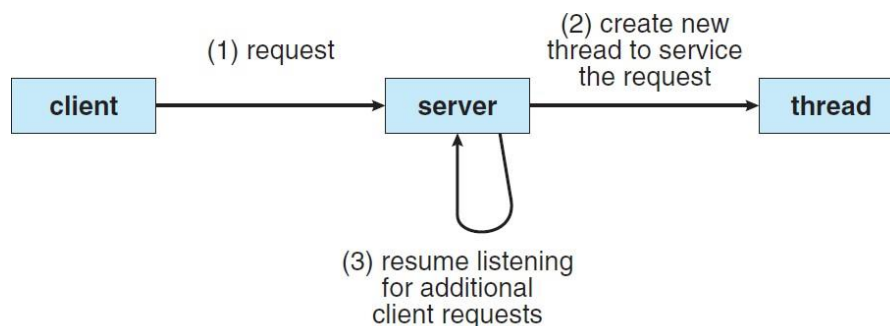 (1) request
(2) create new
thread to service
the request
client
server
thread
(3) resume listening
for additional
client requests